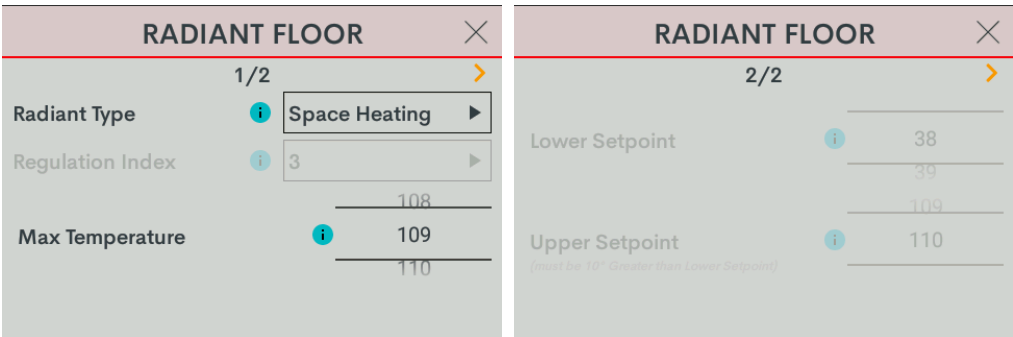 RADIANT FLOOR
1/2
Radiant Type
Space Heating
Regulation Index
3
108
Max Temperature
109
110
RADIANT FLOOR
2/2
Lower Setpoint
38
39
109
Upper Setpoint
110
(must be 10° Greater than Lower Setpoint)